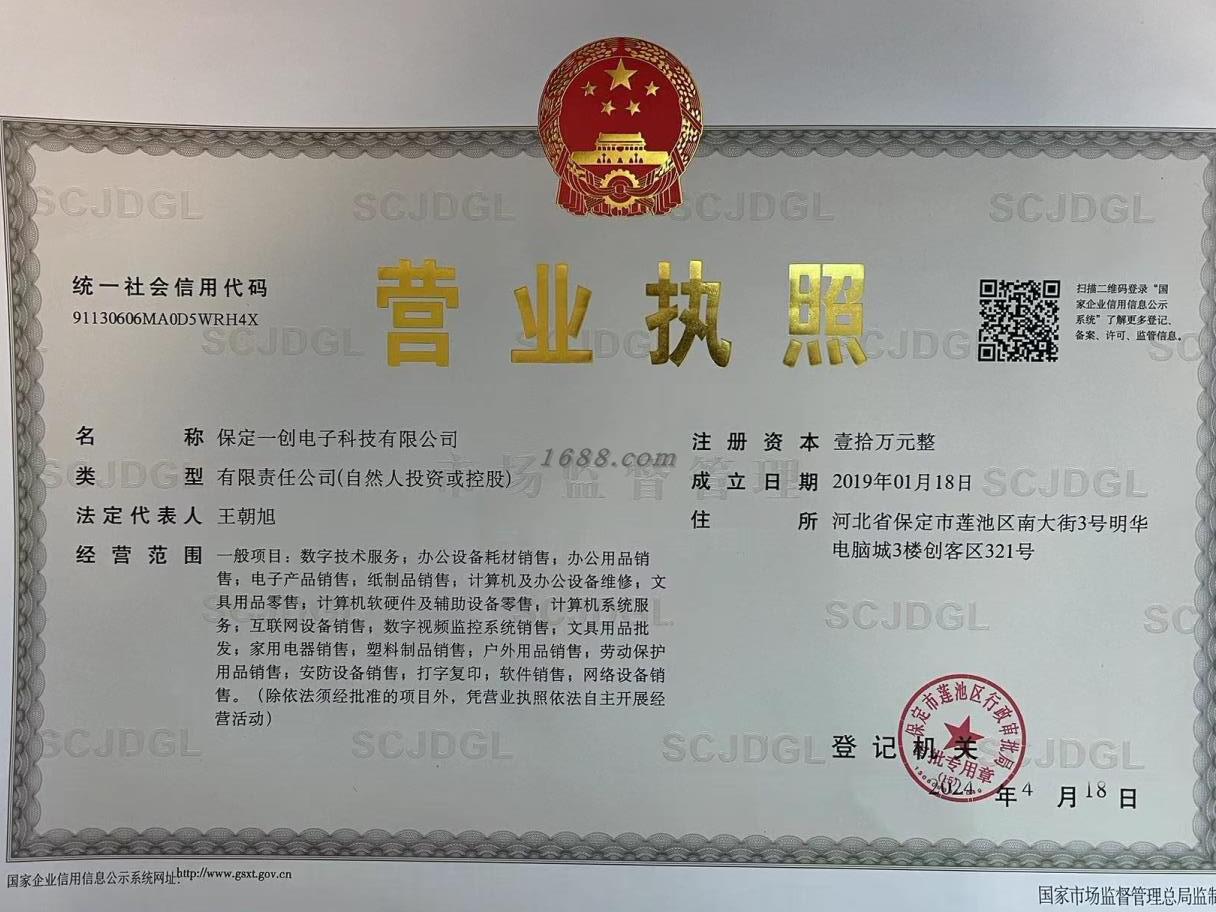 营业执照
统一社会信用代码
91130606MA0D5WRH4X
扫描二维码登录“国
家企业信用信息公示
系统”了解更多登记、
备案、许可、监管信息。
名称 保定一创电子科技有限公司
类型 有限责任公司(自然人投资或控股)
法定代表人 王朝旭
经营范围 一般项目：数字技术服务；办公设备耗材销售；办公用品销
售；电子产品销售；纸制品销售；计算机及办公设备维修；文
具用品零售；计算机软硬件及辅助设备零售；计算机系统服
务；互联网设备销售；数字视频监控系统销售；文具用品批
发；家用电器销售；塑料制品销售；户外用品销售；劳动保护
用品销售；安防设备销售；打字复印；软件销售；网络设备销
售。（除依法须经批准的项目外，凭营业执照依法自主开展经
营活动）
注册资本 壹拾万元整
成立日期 2019年01月18日
住所 河北省保定市莲池区南大街3号明华
电脑城3楼创客区321号
1688.com
市场监督管理
SCJDGL
登记机关
保定市莲池区行政审批局
审批专用章
2024年4月18日
国家企业信用信息公示系统网址:http://www.gsxt.gov.cn
国家市场监督管理总局监制